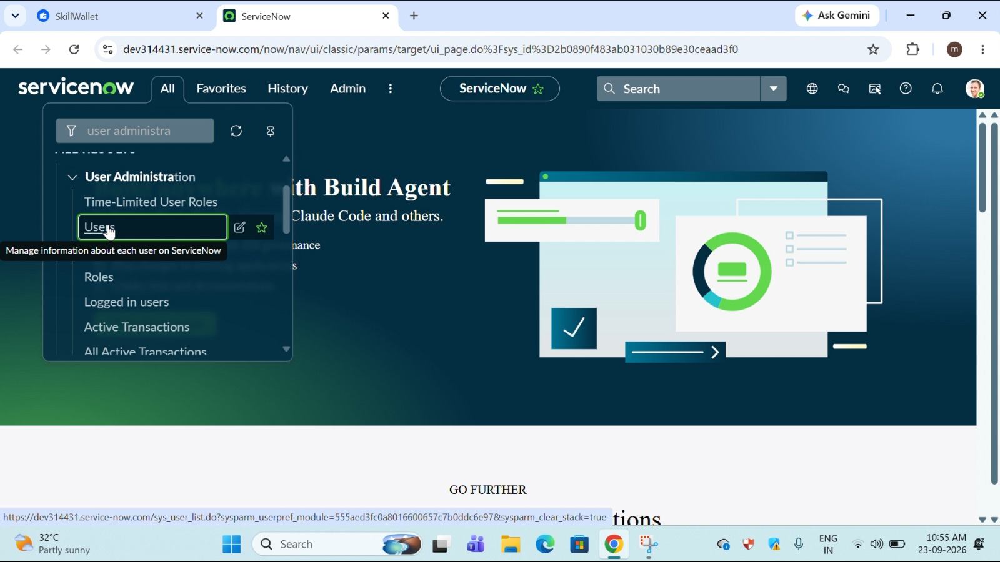 SkillWallet
ServiceNow
Ask Gemini
dev314431.service-now.com/now/nav/ui/classic/params/target/ui_page.do%3Fsys_id%3D2b0890f483ab031030b89e30ceaad3f0
m
servicenow
All
Favorites
History
Admin
ServiceNow
Search
user administra
User Administration
Time-Limited User Roles
Users
Manage information about each user on ServiceNow
Roles
Logged in users
Active Transactions
All Active Transactions
ith Build Agent
Claude Code and others.
nance
s
GO FURTHER
tions
https://dev314431.service-now.com/sys_user_list.do?sysparm_userpref_module=555aed3fc0a8016600657c7b0ddc6e97&sysparm_clear_stack=true
32°C
Partly sunny
Search
ENG
IN
10:55 AM
23-09-2026